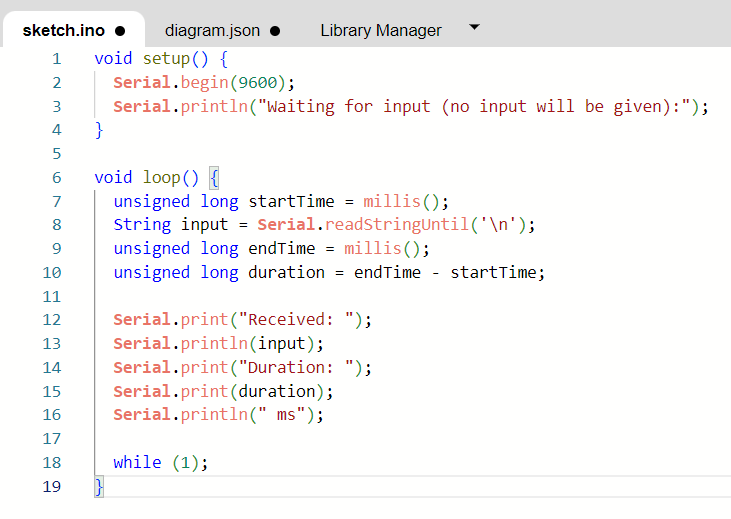 sketch.ino ● diagram.json ● Library Manager
1 void setup() {
2   Serial.begin(9600);
3   Serial.println("Waiting for input (no input will be given):");
4 }
5
6 void loop() {
7   unsigned long startTime = millis();
8   String input = Serial.readStringUntil('\n');
9   unsigned long endTime = millis();
10   unsigned long duration = endTime - startTime;
11
12   Serial.print("Received: ");
13   Serial.println(input);
14   Serial.print("Duration: ");
15   Serial.print(duration);
16   Serial.println(" ms");
17
18   while (1);
19 }